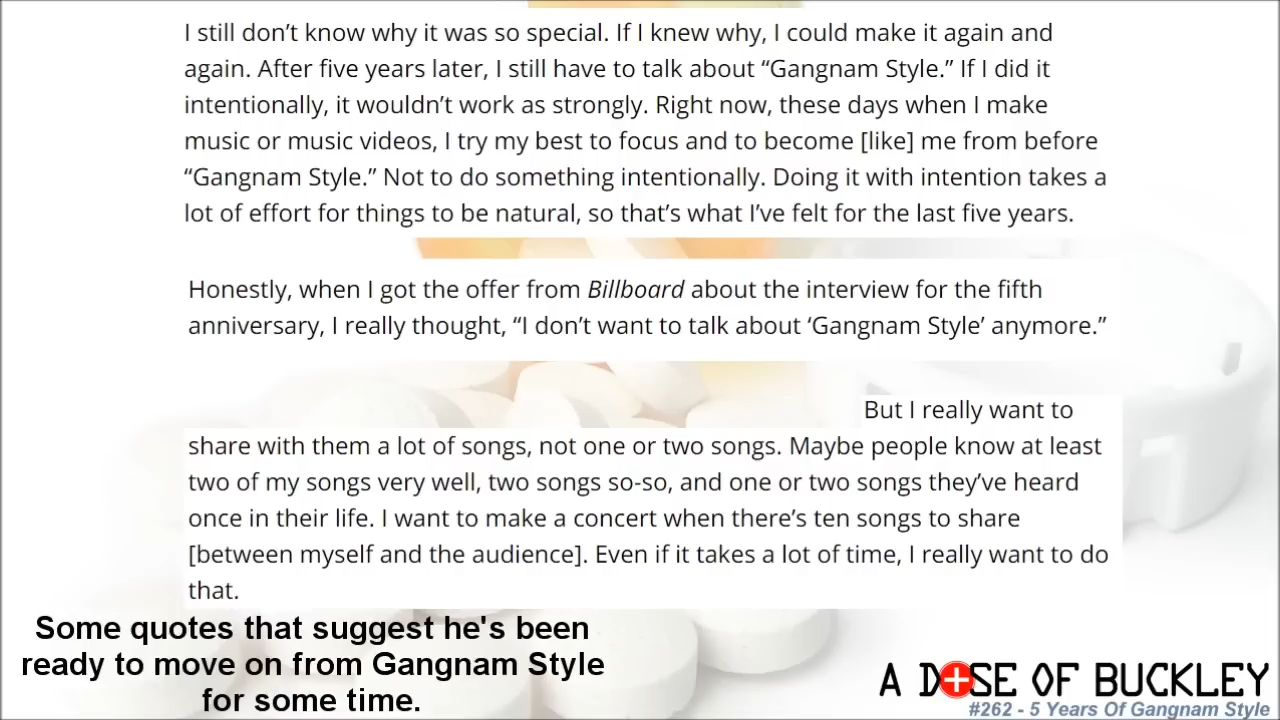 I still don’t know why it was so special. If I knew why, I could make it again and
again. After five years later, I still have to talk about “Gangnam Style.” If I did it
intentionally, it wouldn’t work as strongly. Right now, these days when I make
music or music videos, I try my best to focus and to become [like] me from before
“Gangnam Style.” Not to do something intentionally. Doing it with intention takes a
lot of effort for things to be natural, so that’s what I’ve felt for the last five years.
Honestly, when I got the offer from Billboard about the interview for the fifth
anniversary, I really thought, “I don’t want to talk about ‘Gangnam Style’ anymore.”
But I really want to
share with them a lot of songs, not one or two songs. Maybe people know at least
two of my songs very well, two songs so-so, and one or two songs they’ve heard
once in their life. I want to make a concert when there’s ten songs to share
[between myself and the audience]. Even if it takes a lot of time, I really want to do
that.
Some quotes that suggest he's been
ready to move on from Gangnam Style
for some time.
A DOSE OF BUCKLEY
#262 - 5 Years Of Gangnam Style